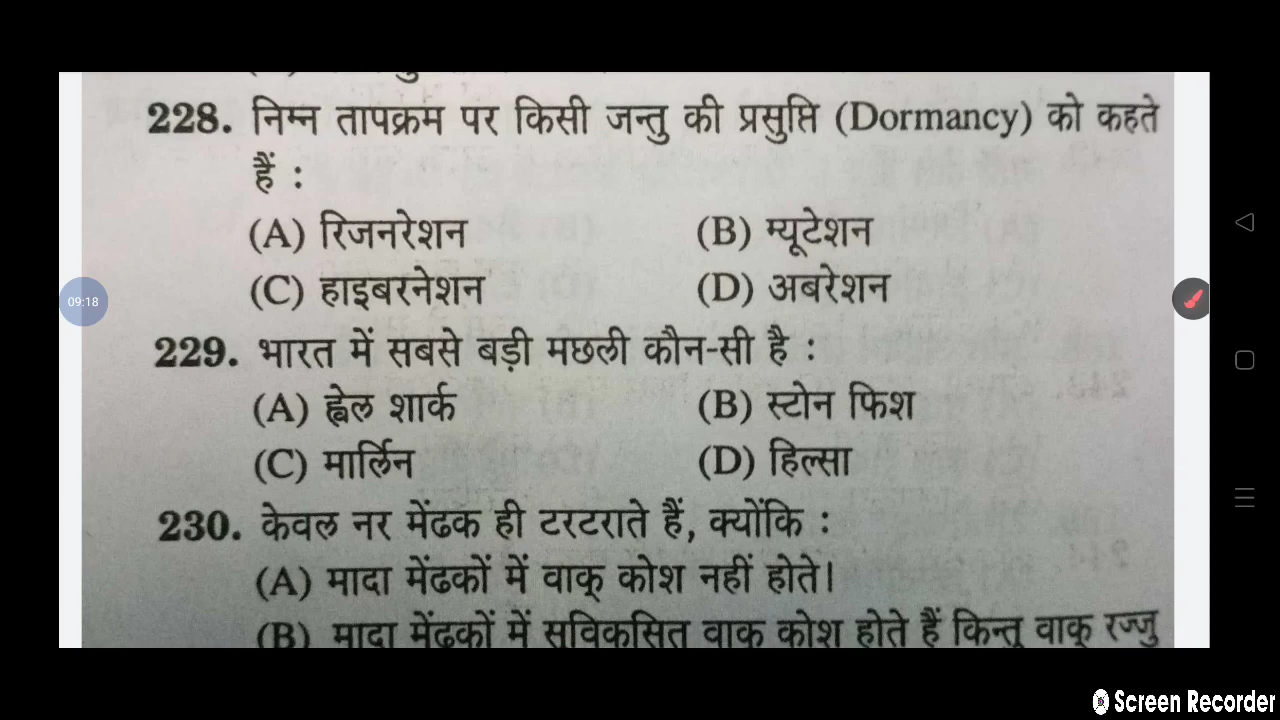 228. निम्न तापक्रम पर किसी जन्तु की प्रसुप्ति (Dormancy) को कहते
हैं :
(A) रिजनरेशन (B) म्यूटेशन
(C) हाइबरनेशन (D) अबरेशन
09:18
229. भारत में सबसे बड़ी मछली कौन-सी है :
(A) ह्वेल शार्क (B) स्टोन फिश
(C) मार्लिन (D) हिल्सा
230. केवल नर मेंढक ही टरटराते हैं, क्योंकि :
(A) मादा मेंढकों में वाक् कोश नहीं होते।
(B) मादा मेंढकों में सुविकसित वाक् कोश होते हैं किन्तु वाक् रज्जु
Screen Recorder